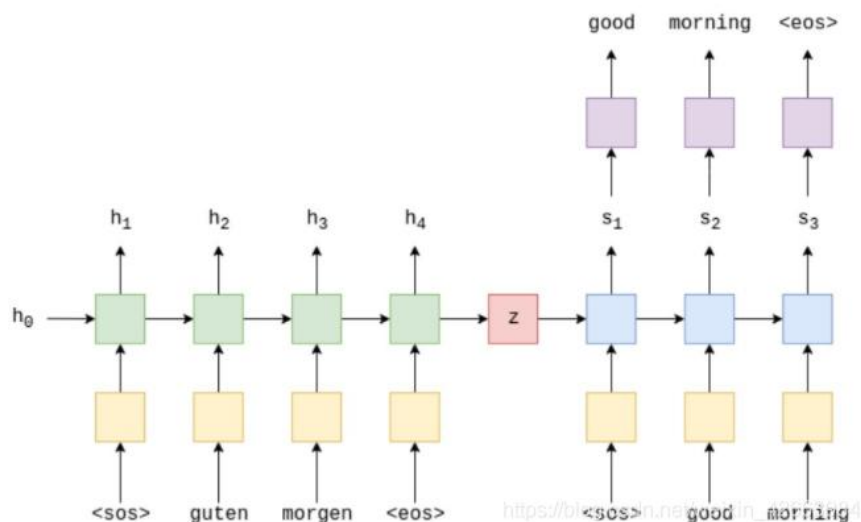 good morning <eos>
h1 h2 h3 h4 s1 s2 s3
h0 z
<sos> guten morgen <eos> <sos> good morning